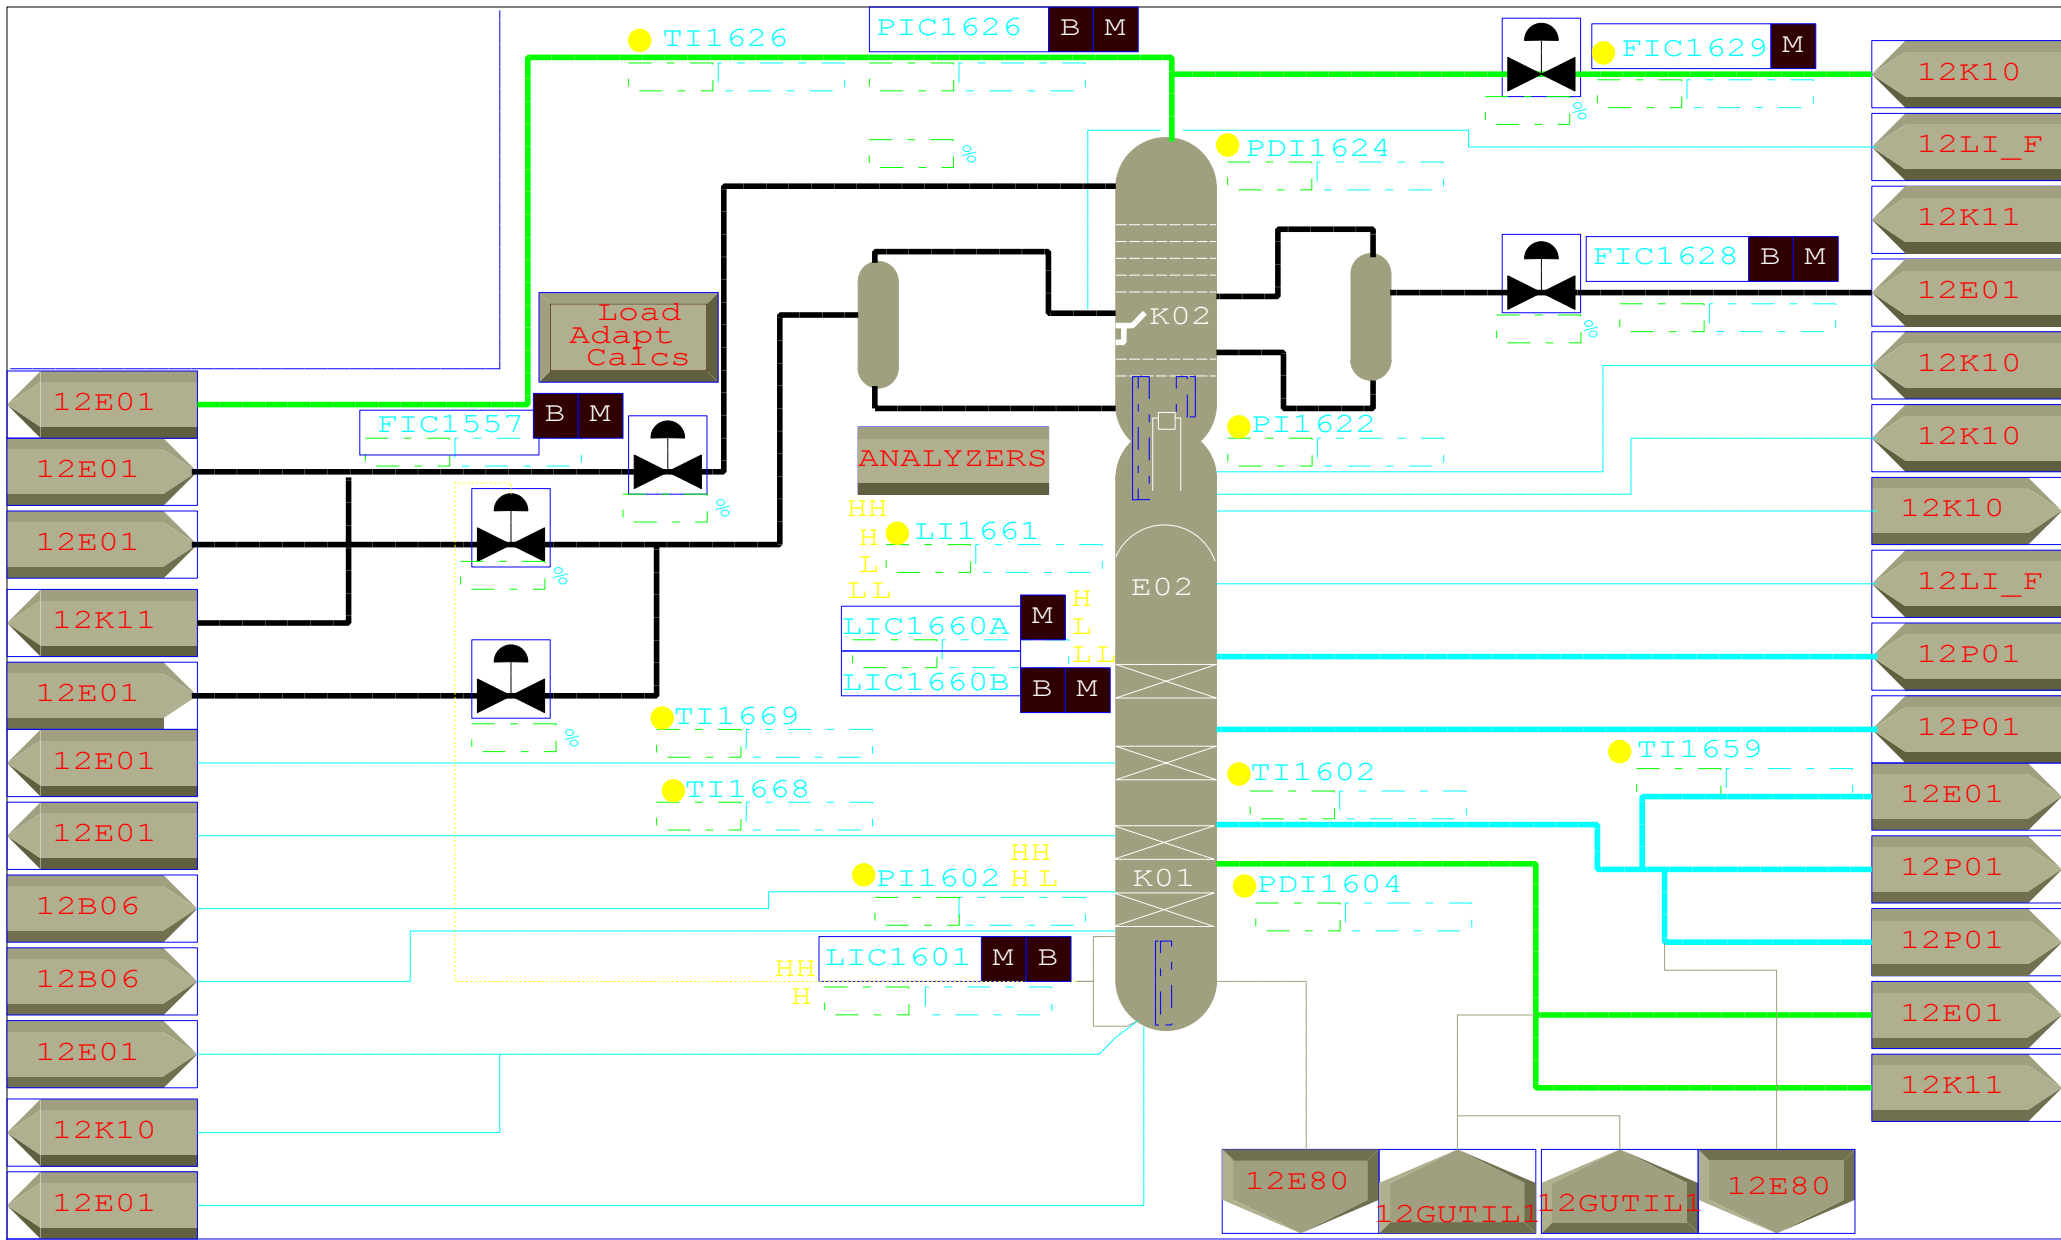 TI1626
PIC1626 B M
FIC1629 M
12K10
%
%
12LI_F
PDI1624
12K11
FIC1628 B M
12E01
Load
Adapt
Calcs
K02
%
12K10
12E01
FIC1557 B M
PI1622
12K10
12E01
ANALYZERS
%
HH
H
L
LL
LI1661
12K10
12E01
%
E02
12LI_F
12K11
LIC1660A M
H
L
LL
12P01
12E01
LIC1660B B M
%
TI1669
12P01
TI1659
12E01
TI1668
TI1602
12E01
12E01
HH
H L
PI1602
K01
PDI1604
12P01
12B06
12P01
12B06
HH
H
LIC1601 M B
12E01
12E01
12K11
12K10
12E01
12E80
12GUTIL1
12GUTIL1
12E80